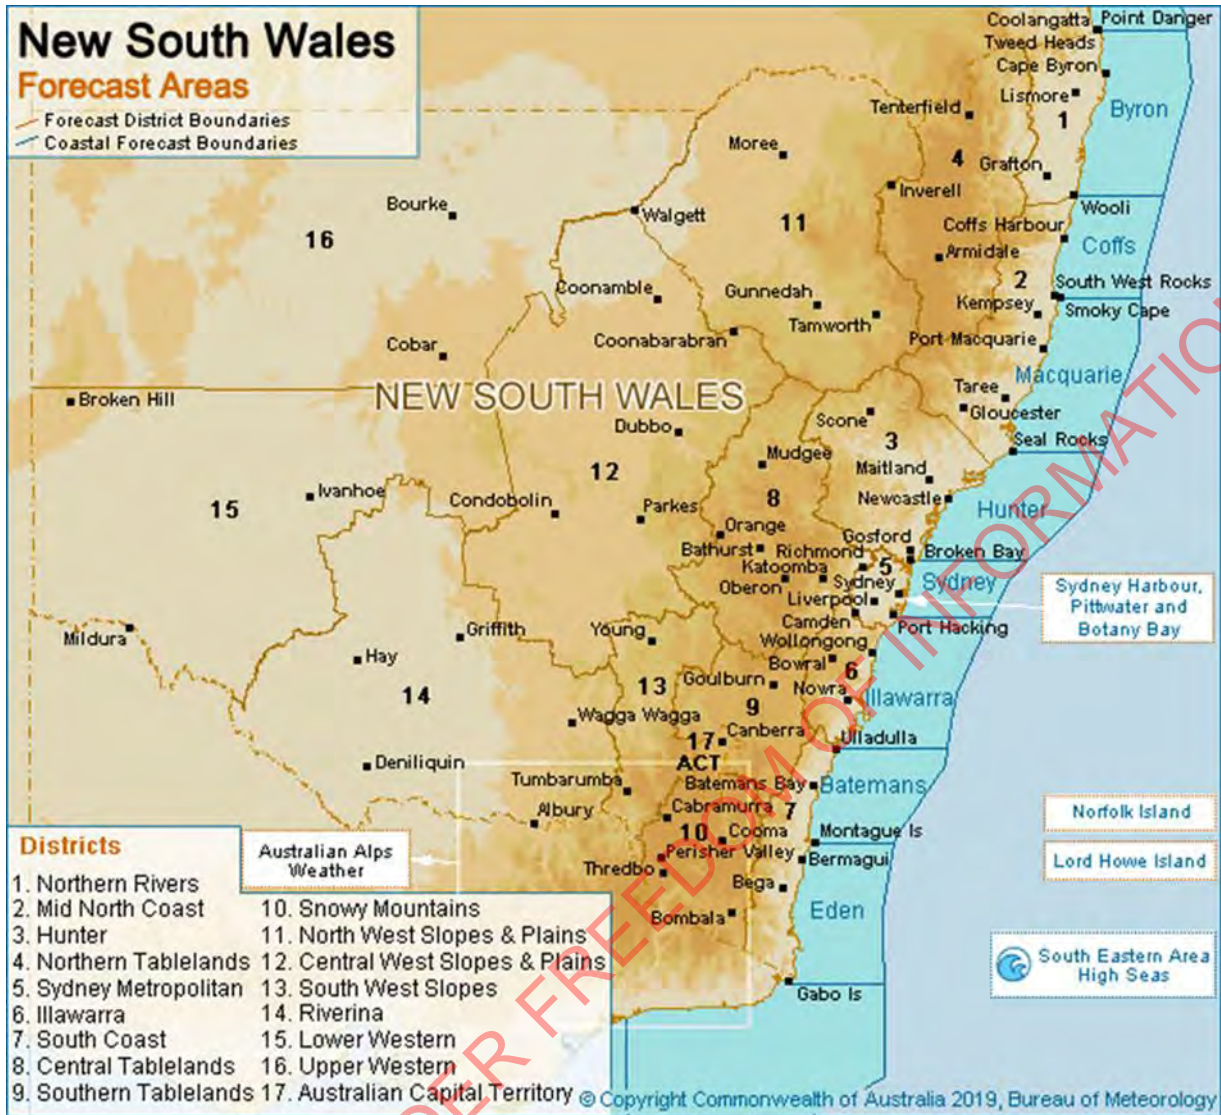 New South Wales
Forecast Areas
Forecast District Boundaries
Coastal Forecast Boundaries
Coolangatta
Point Danger
Tweed Heads
Cape Byron
Lismore
Byron
1
Tenterfield
4
Grafton
Moree
Inverell
Wooli
Bourke
Walgett
16
11
Coffs Harbour
Coffs
Armidale
2
South West Rocks
Coonamble
Gunnedah
Kempsey
Smoky Cape
Tamworth
Cobar
Coonabarabran
Port Macquarie
Macquarie
Broken Hill
NEW SOUTH WALES
Taree
Gloucester
Scone
Dubbo
3
Seal Rocks
Mudgee
12
Maitland
Ivanhoe
Condobolin
8
Newcastle
Hunter
15
Parkes
Orange
Gosford
Bathurst
Richmond
Broken Bay
Katoomba
5
Oberon
Sydney
Sydney
Liverpool
Sydney Harbour,
Pittwater and
Botany Bay
Camden
Port Hacking
Mildura
Griffith
Young
Wollongong
Hay
Bowral
6
14
13
Goulburn
Nowra
Illawarra
Wagga Wagga
9
Canberra
17
Ulladulla
ACT
Deniliquin
Tumbarumba
Batemans Bay
Batemans
Albury
Cabramurra
7
Norfolk Island
10
Cooma
Montague Is
Perisher Valley
Bermagui
Lord Howe Island
Thredbo
Bega
Bombala
Eden
Gabo Is
South Eastern Area
High Seas
Australian Alps
Weather
Districts
1. Northern Rivers
2. Mid North Coast
3. Hunter
4. Northern Tablelands
5. Sydney Metropolitan
6. Illawarra
7. South Coast
8. Central Tablelands
9. Southern Tablelands
10. Snowy Mountains
11. North West Slopes & Plains
12. Central West Slopes & Plains
13. South West Slopes
14. Riverina
15. Lower Western
16. Upper Western
17. Australian Capital Territory
© Copyright Commonwealth of Australia 2019, Bureau of Meteorology
DER FREEDOM OF INFORMATIO